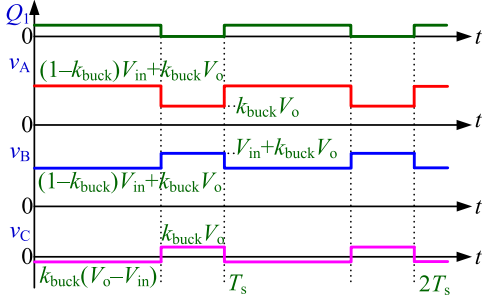 Q1
0
t
vA
(1–kbuck)Vin+kbuckVo
kbuckVo
0
t
vB
Vin+kbuckVo
(1–kbuck)Vin+kbuckVo
0
t
vC
kbuckVo
0
t
kbuck(Vo–Vin)
Ts
2Ts